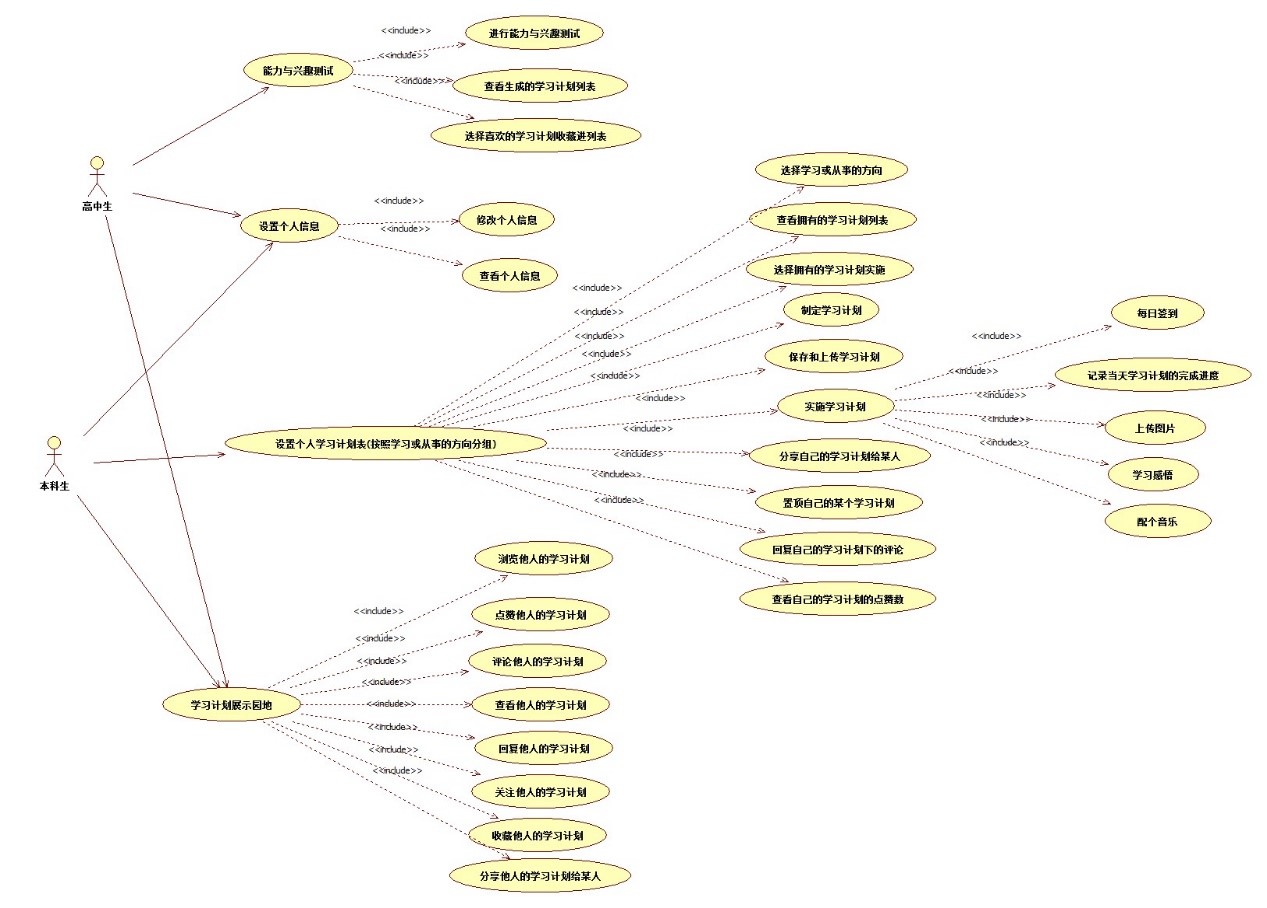 <<include>>
进行能力与兴趣测试
<<include>>
能力与兴趣测试
<<include>>
查看生成的学习计划列表
选择喜欢的学习计划收藏进列表
高中生
<<include>>
设置个人信息
修改个人信息
<<include>>
查看个人信息
选择学习或从事的方向
查看拥有的学习计划列表
选择拥有的学习计划实施
<<include>>
制定学习计划
<<include>>
<<include>>
保存和上传学习计划
<<include>>
<<include>>
实施学习计划
<<include>>
<<include>>
每日签到
<<include>>
记录当天学习计划的完成进度
<<include>>
上传图片
<<include>>
学习感悟
<<include>>
配个音乐
本科生
设置个人学习计划表(按照学习或从事的方向分组)
<<include>>
分享自己的学习计划给某人
<<include>>
置顶自己的某个学习计划
<<include>>
回复自己的学习计划下的评论
<<include>>
查看自己的学习计划的点赞数
浏览他人的学习计划
<<include>>
点赞他人的学习计划
<<include>>
评论他人的学习计划
<<include>>
<<include>>
学习计划展示园地
<<include>>
查看他人的学习计划
<<include>>
回复他人的学习计划
<<include>>
<<include>>
关注他人的学习计划
收藏他人的学习计划
分享他人的学习计划给某人